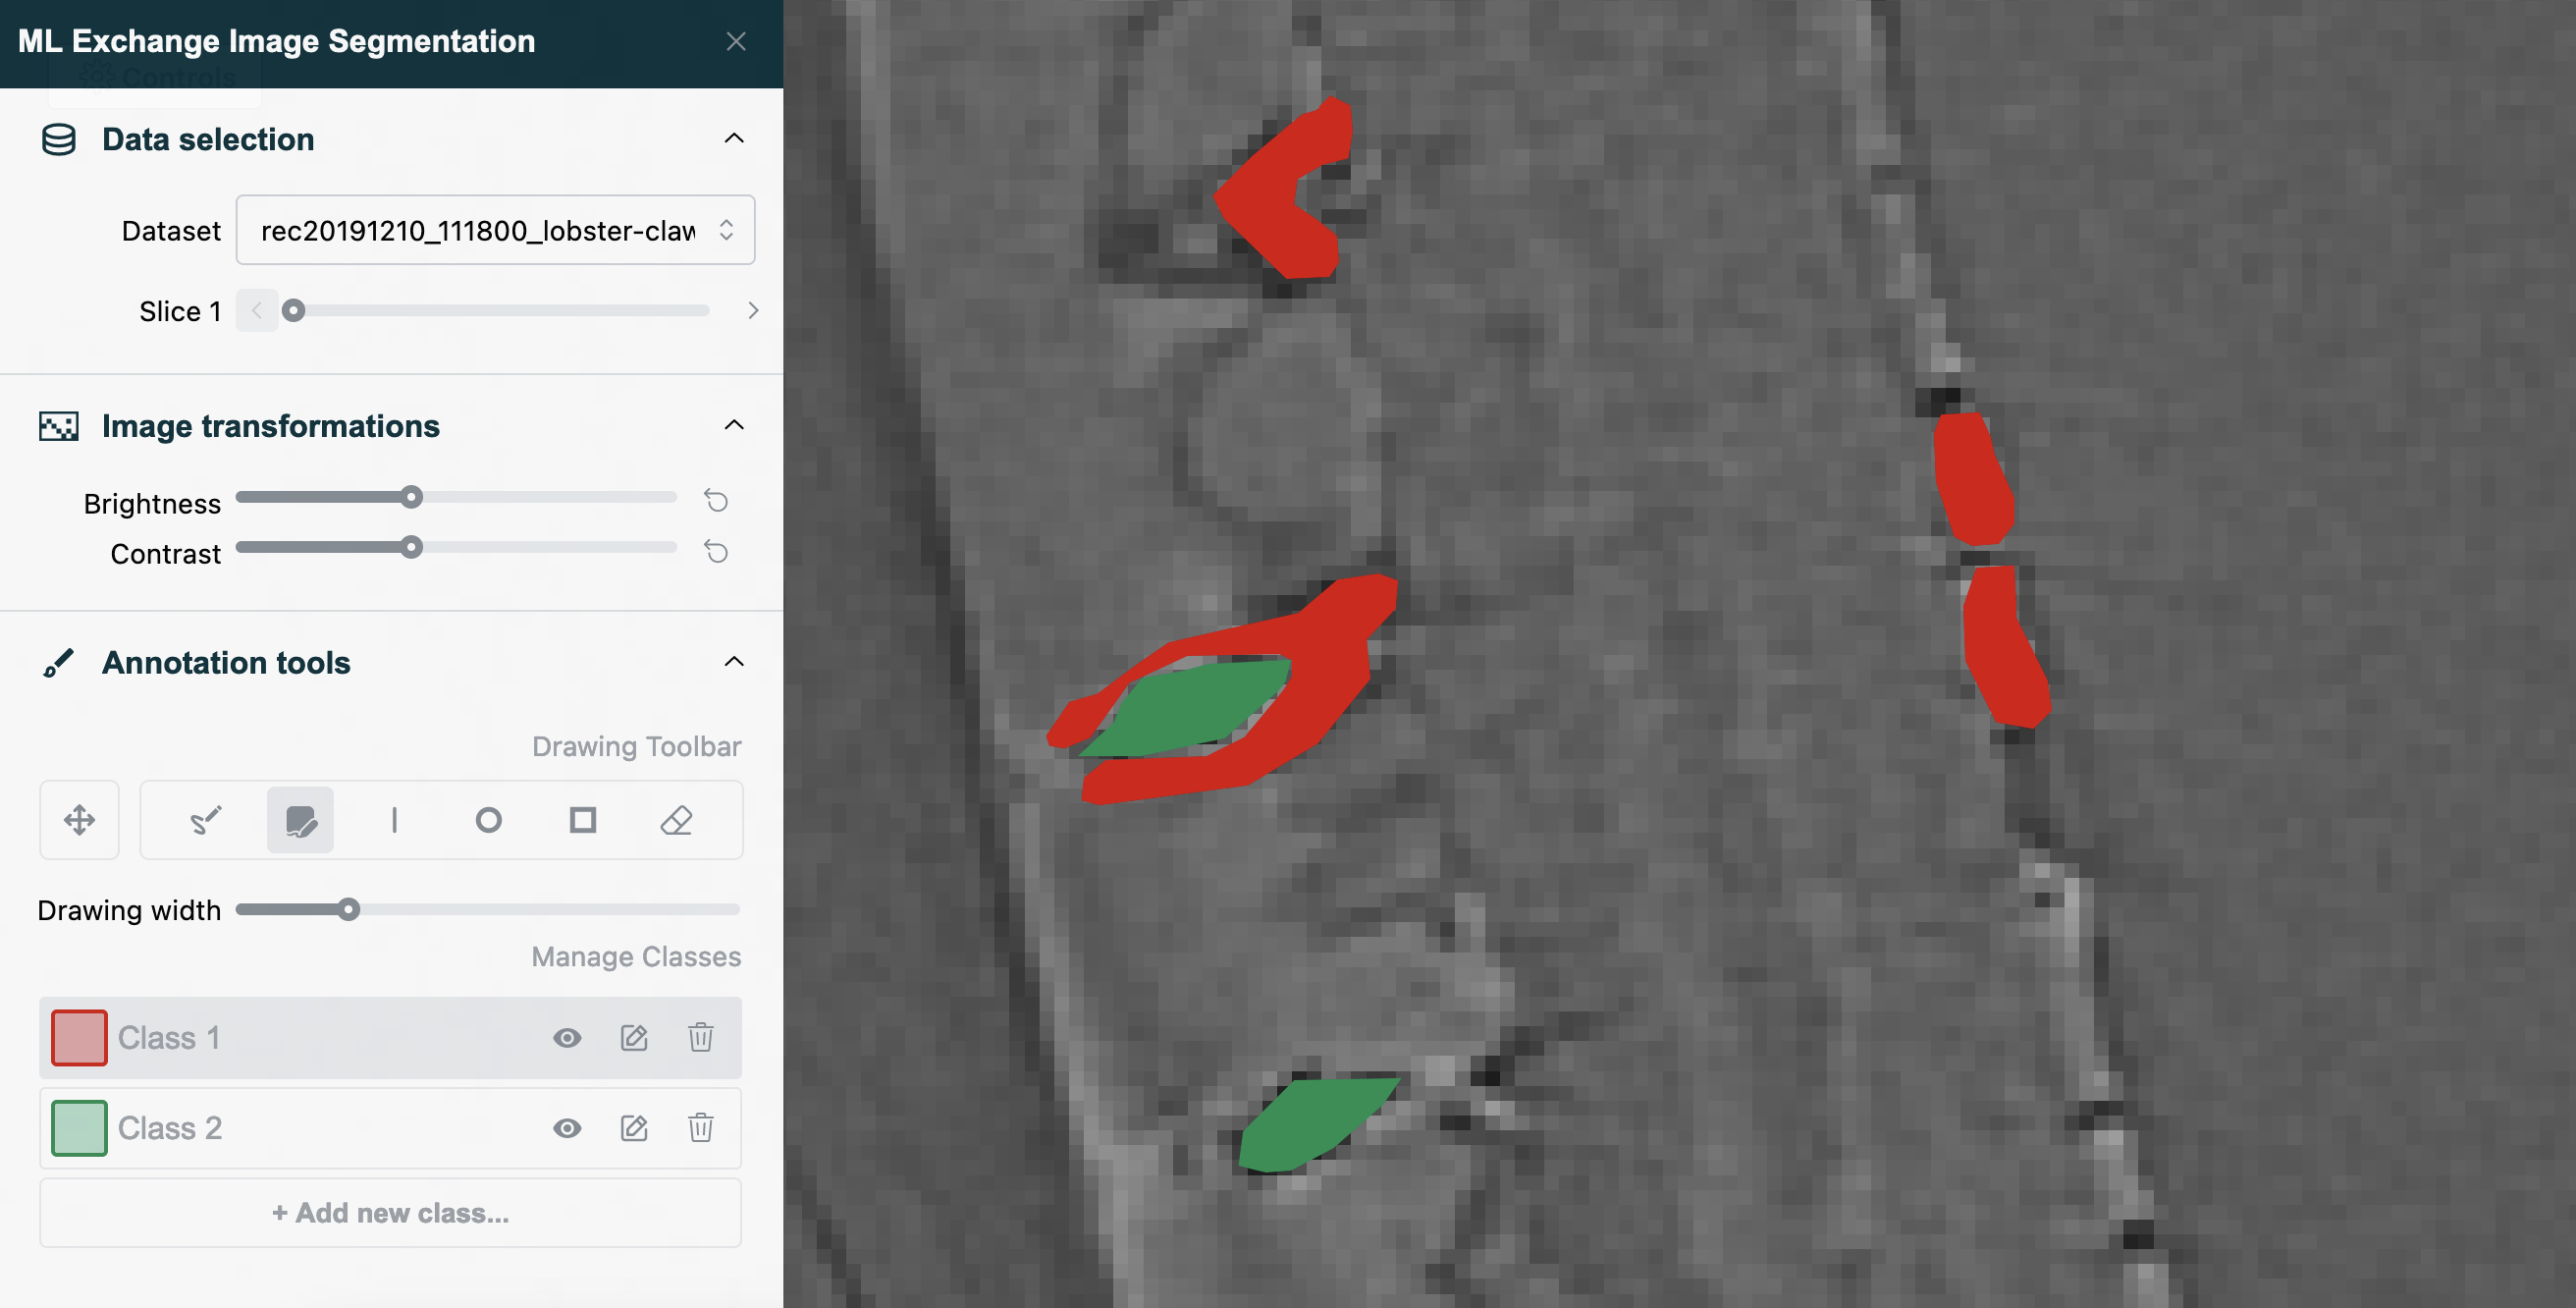 ML Exchange Image Segmentation
Controls
Data selection
Dataset rec20191210_111800_lobster-claw
Slice 1
Image transformations
Brightness
Contrast
Annotation tools
Drawing Toolbar
Drawing width
Manage Classes
Class 1
Class 2
+ Add new class...